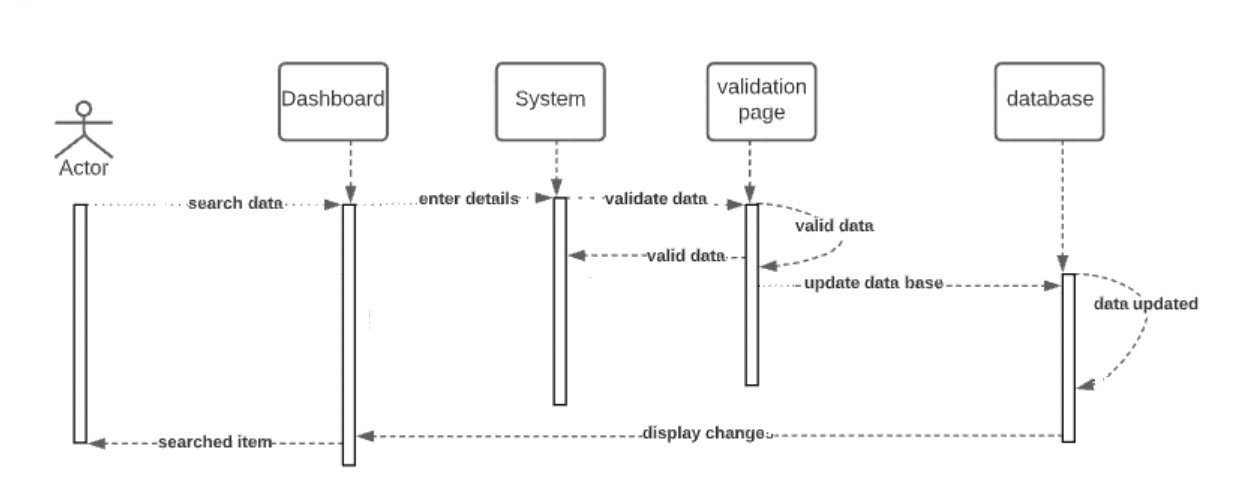 Dashboard
System
validation
page
database
Actor
search data
enter details
validate data
valid data
valid data
update data base
data updated
display change
searched item